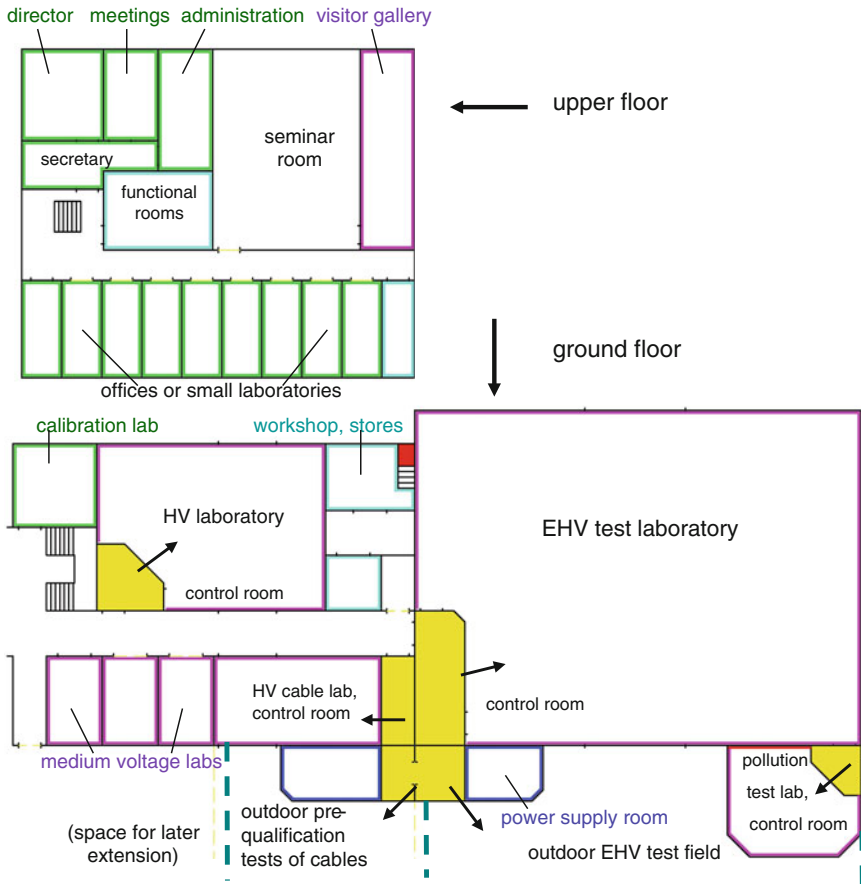 director meetings administration visitor gallery
upper floor
seminar
room
secretary
functional
rooms
ground floor
offices or small laboratories
calibration lab
workshop, stores
HV laboratory
EHV test laboratory
control room
HV cable lab,
control room
control room
medium voltage labs
pollution
test lab,
control room
(space for later
extension)
outdoor pre-
qualification
tests of cables
power supply room
outdoor EHV test field